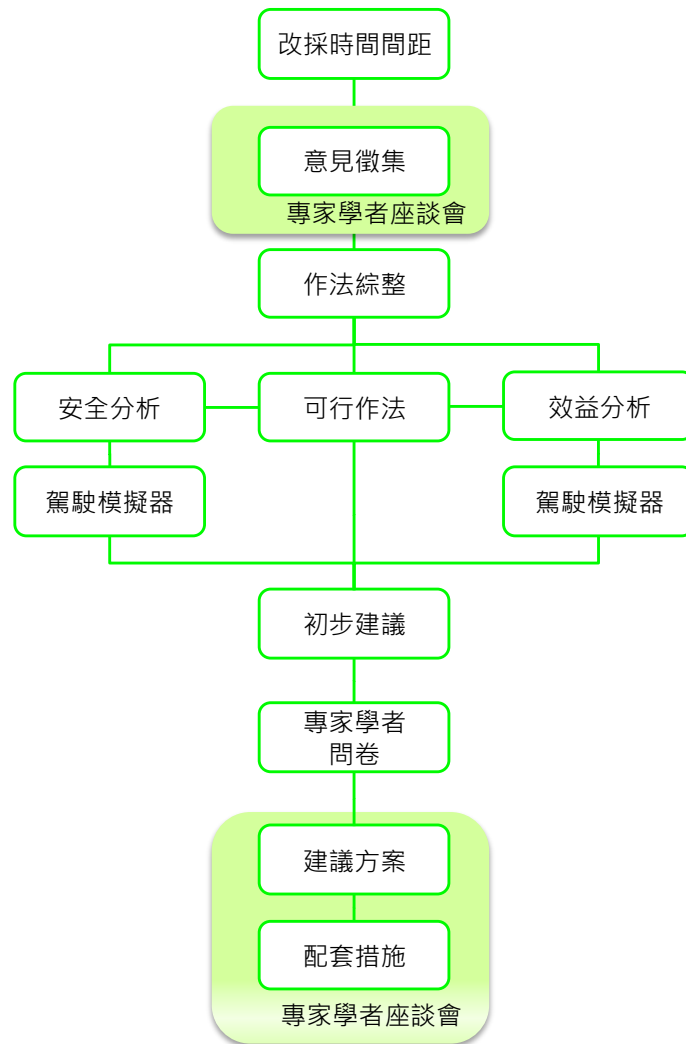 改採時間間距
意見徵集
專家學者座談會
作法綜整
安全分析
可行作法
效益分析
駕駛模擬器
駕駛模擬器
初步建議
專家學者
問卷
建議方案
配套措施
專家學者座談會